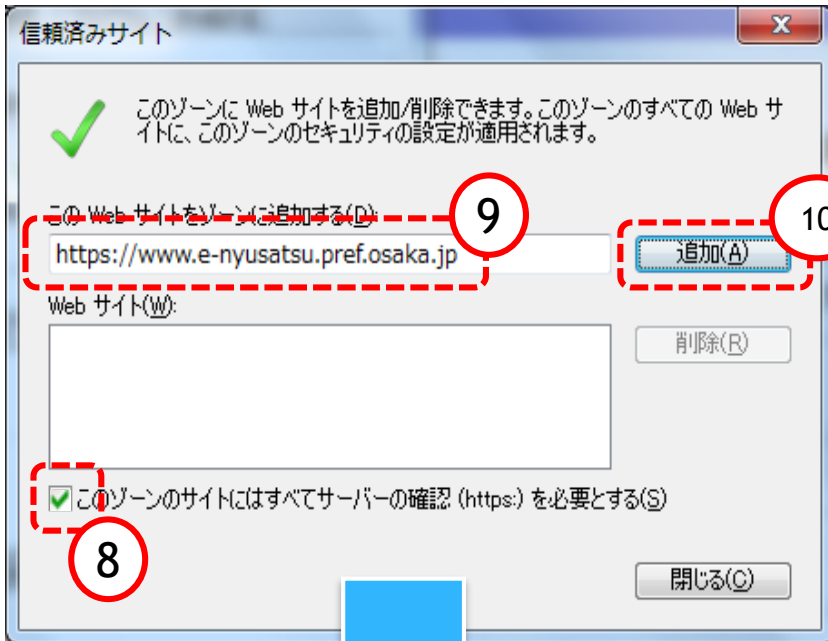 信頼済みサイト
このゾーンに Web サイトを追加/削除できます。このゾーンのすべての Web サ
イトに、このゾーンのセキュリティの設定が適用されます。
この Web サイトをゾーンに追加する(D):
9
10
https://www.e-nyusatsu.pref.osaka.jp
追加(A)
Web サイト(W):
削除(R)
このゾーンのサイトにはすべてサーバーの確認 (https:) を必要とする(S)
8
閉じる(C)